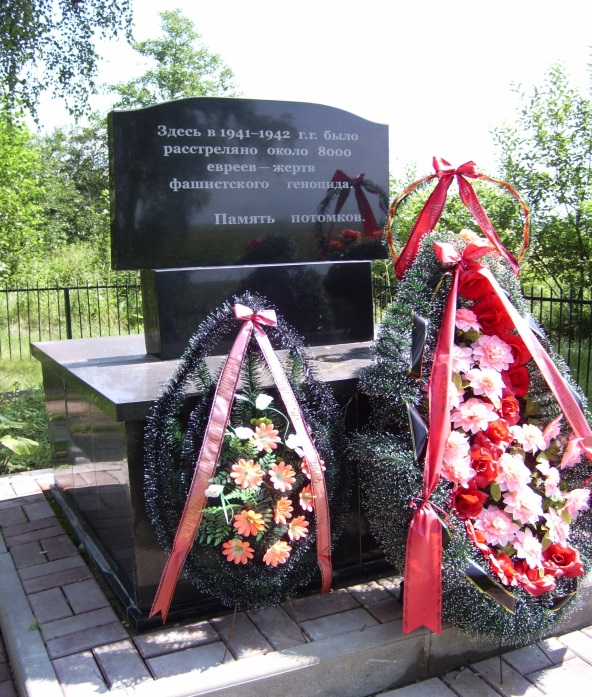 Здесь в 1941–1942 г.г. было
расстреляно около 8000
евреев — жертв
фашистского геноцида.
Память потомков.